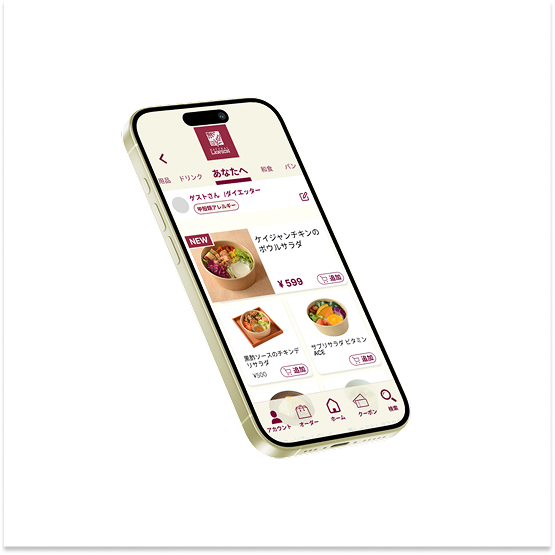 LAWSON
用品 ドリンク あなたへ 和食 パン
ゲストさん |ダイエッター
甲殻類アレルギー
NEW
ケイジャンチキンの
ボウルサラダ
¥ 599 追加
黒酢ソースのチキンデ
リサラダ
¥500 追加
サプリサラダ ビタミン
ACE
追加
アカウント オーダー ホーム クーポン 検索